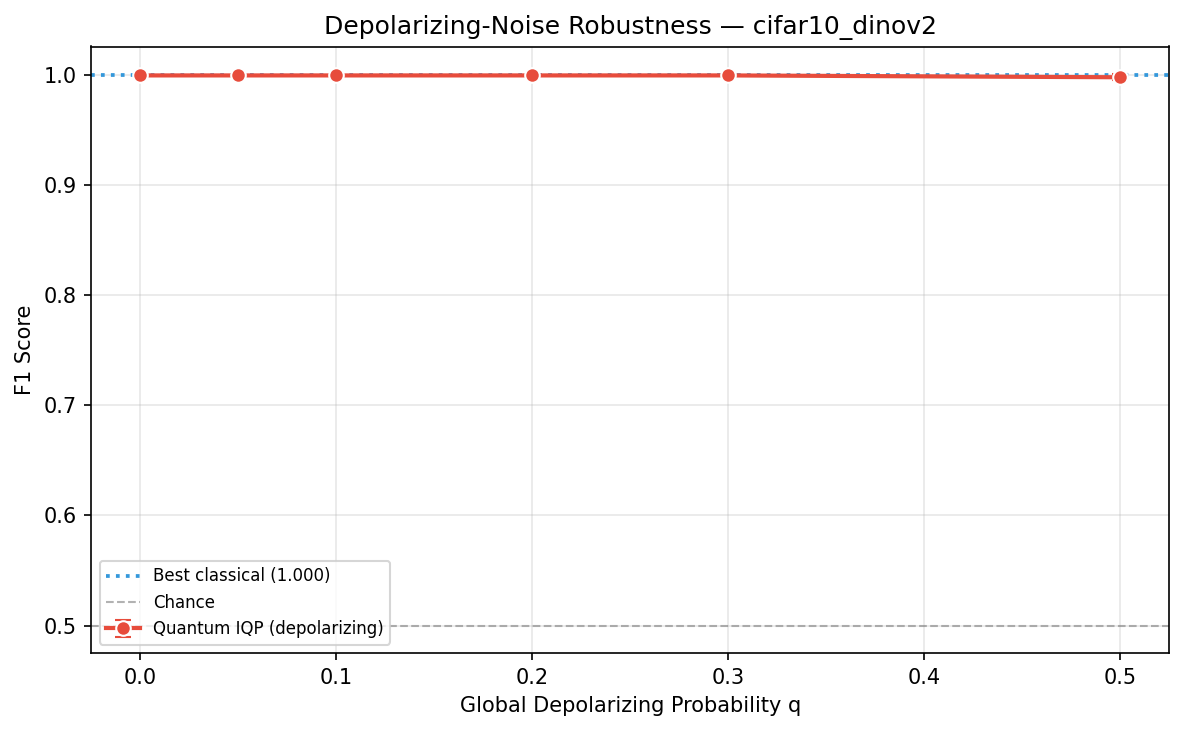 Depolarizing-Noise Robustness — cifar10_dinov2
F1 Score
1.0
0.9
0.8
0.7
0.6
0.5
Best classical (1.000)
Chance
Quantum IQP (depolarizing)
0.0 0.1 0.2 0.3 0.4 0.5
Global Depolarizing Probability q